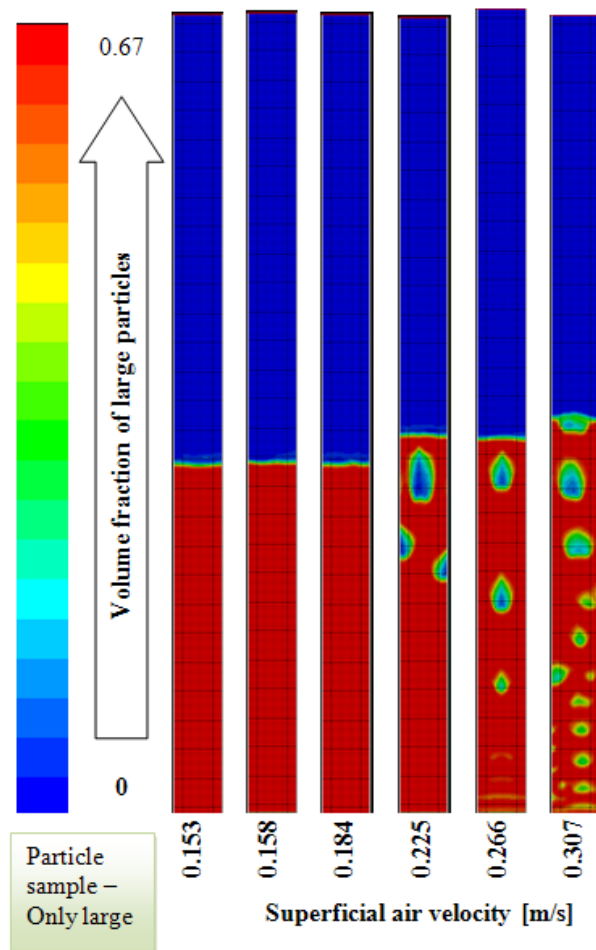 0.67
Volume fraction of large particles
0
0.153
0.158
0.184
0.225
0.266
0.307
Particle
sample –
Only large
Superficial air velocity [m/s]